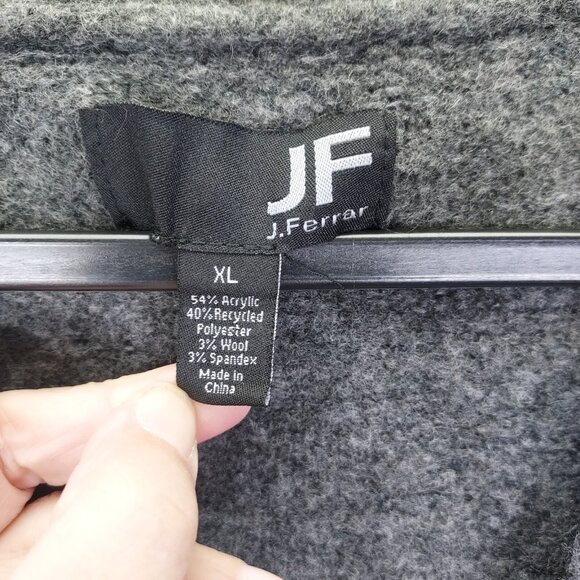 JF
J.Ferrar
XL
54% Acrylic
40% Recycled
Polyester
3% Wool
3% Spandex
Made in
China